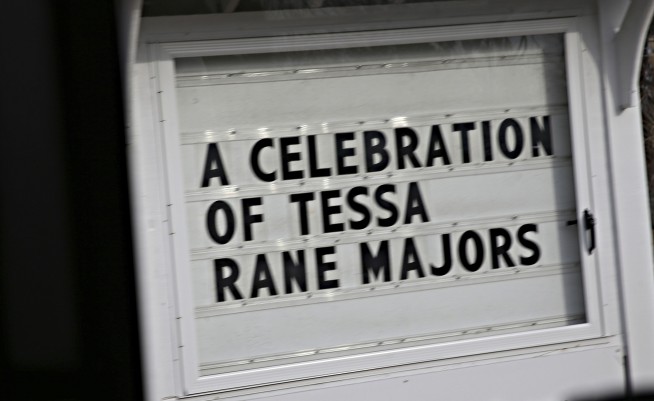 A CELEBRATION
OF TESSA
RANE MAJORS